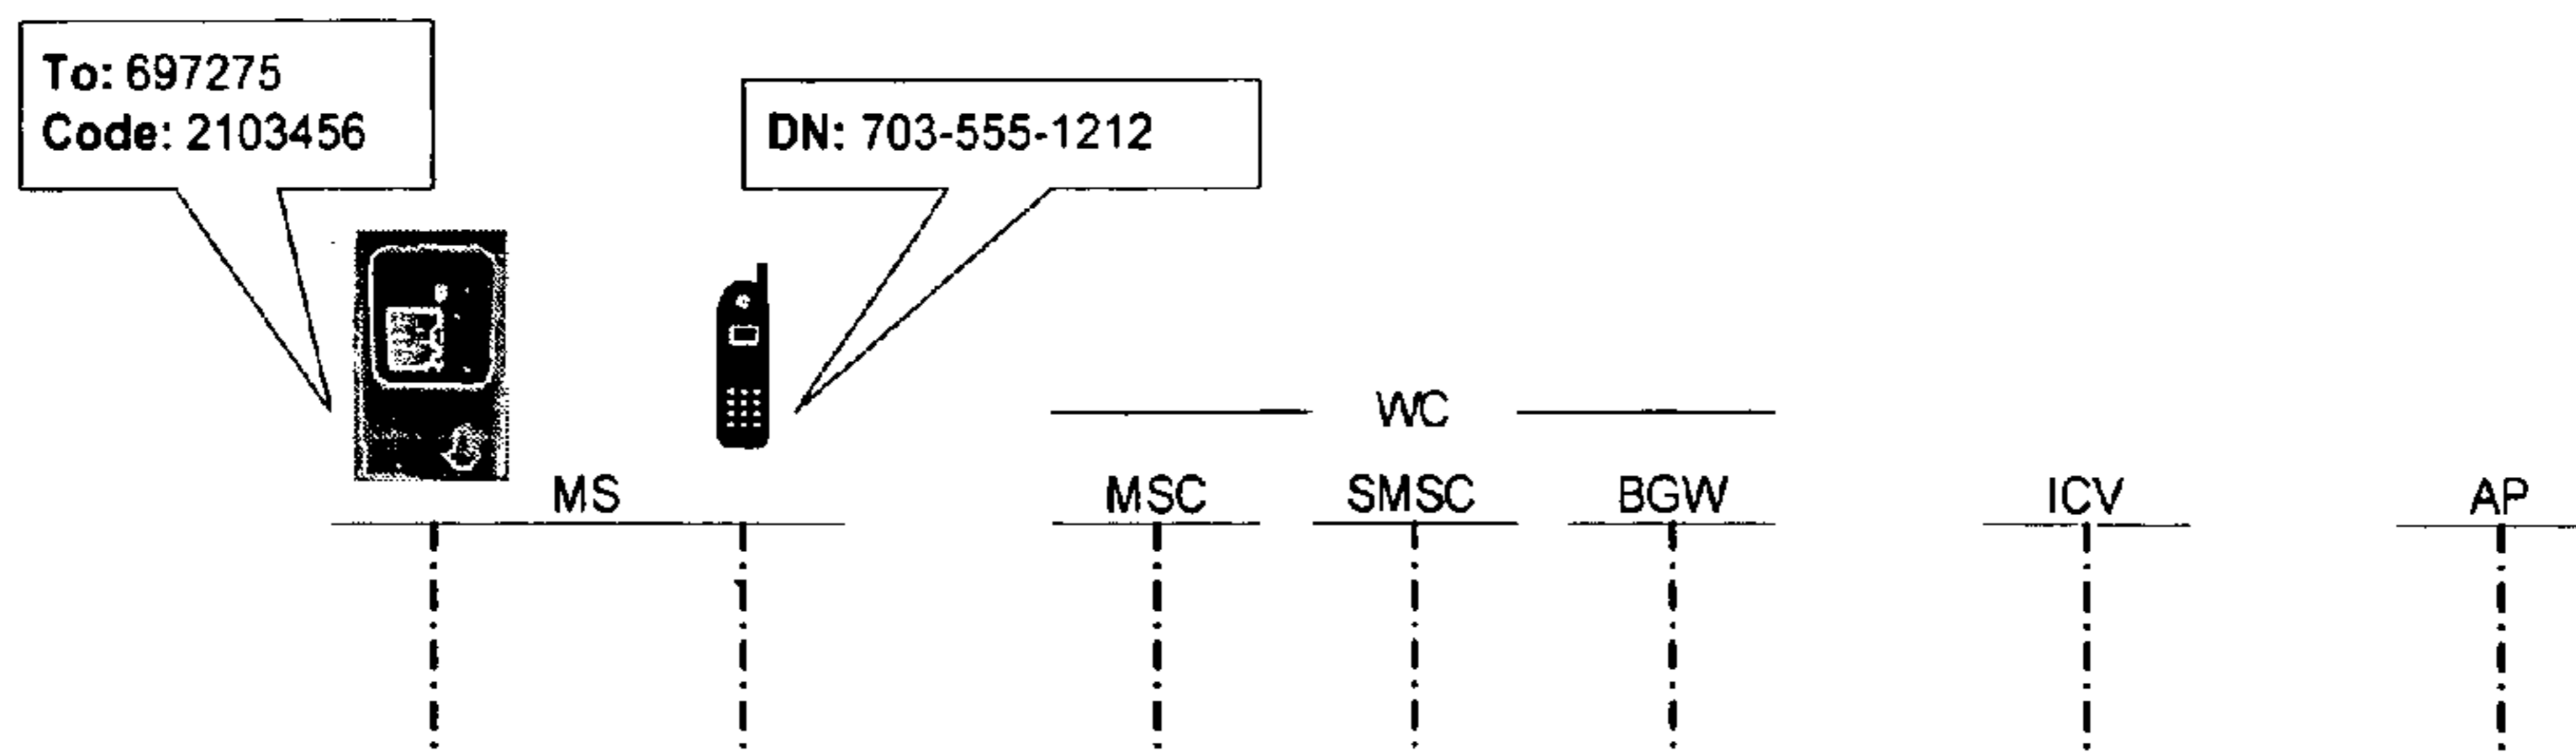 To: 697275
Code: 2103456
DN: 703-555-1212
WC
MS MSC SMSC BGW ICV AP